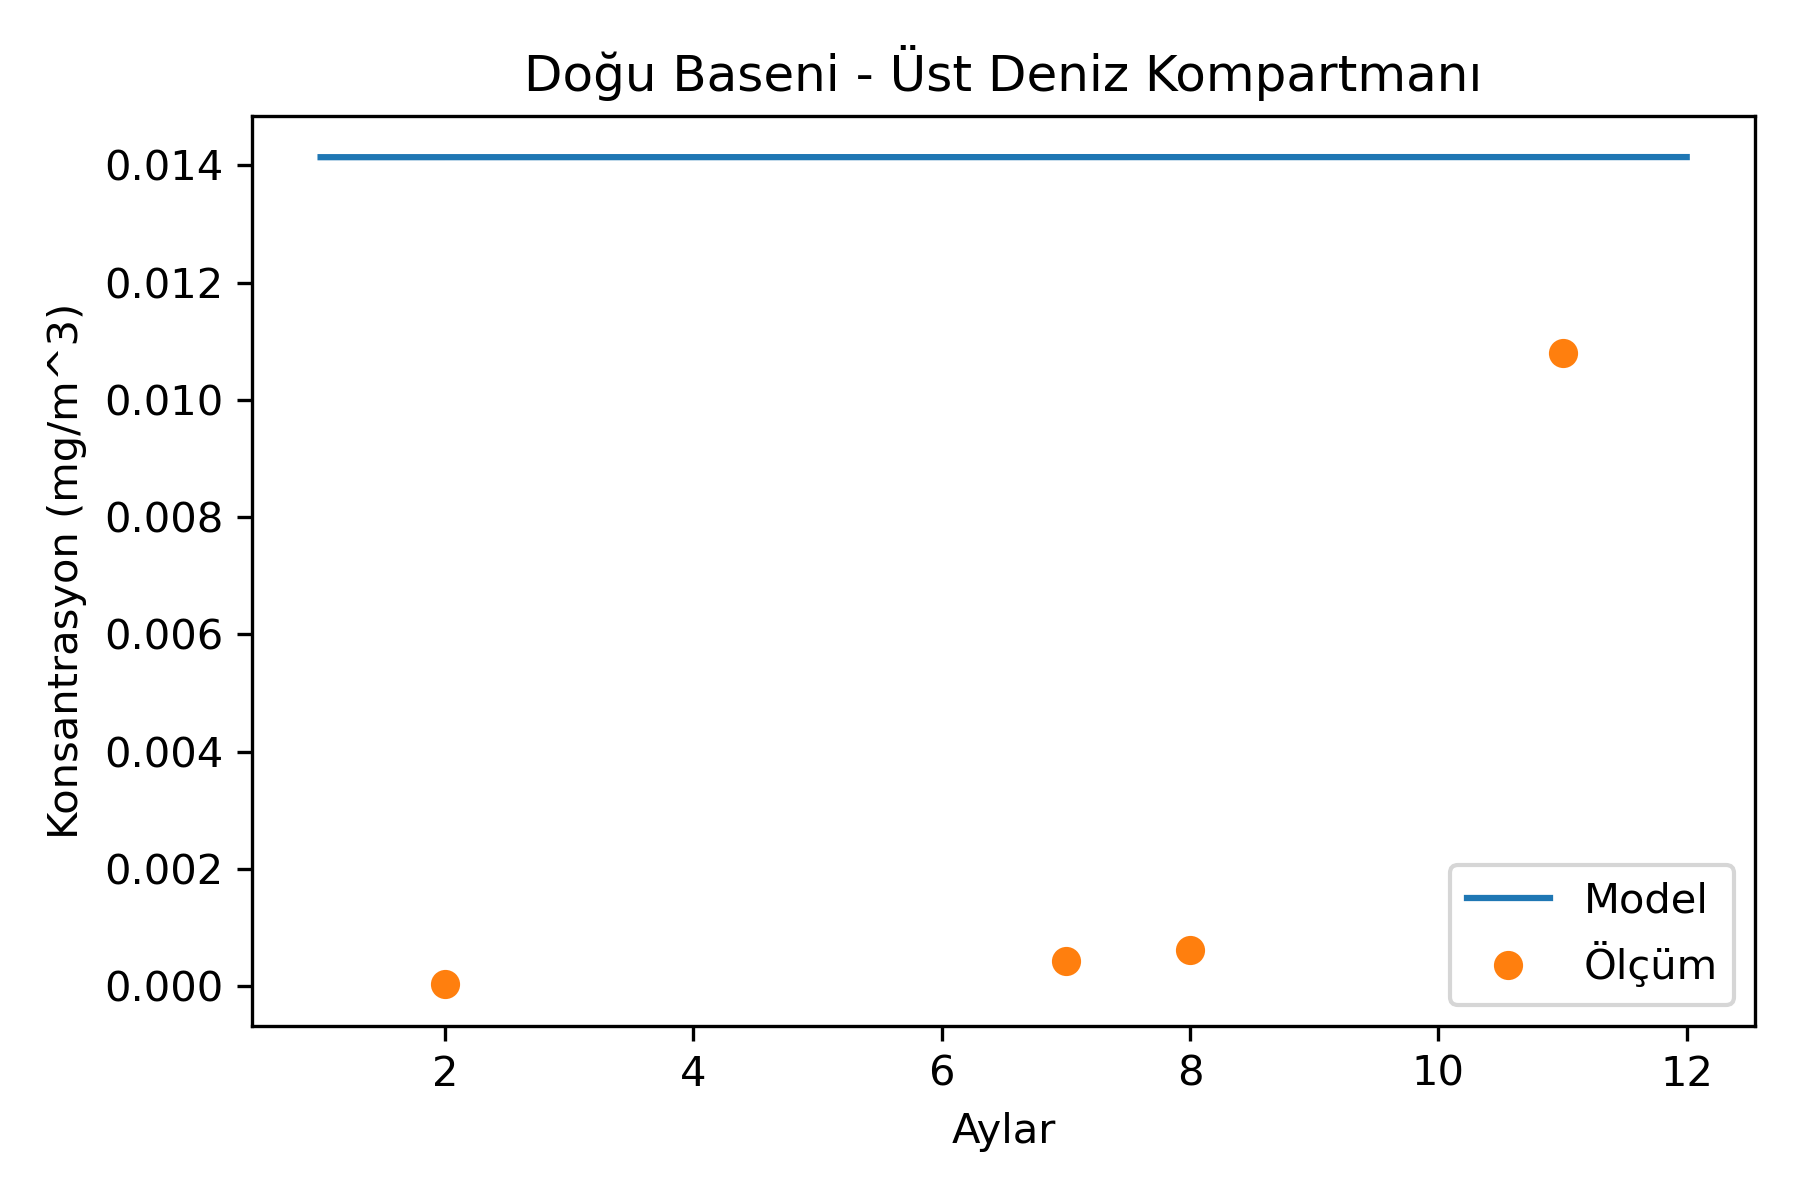 Doğu Baseni - Üst Deniz Kompartmanı
Konsantrasyon (mg/m^3)
0.014
0.012
0.010
0.008
0.006
0.004
0.002
0.000
Model
Ölçüm
2 4 6 8 10 12
Aylar